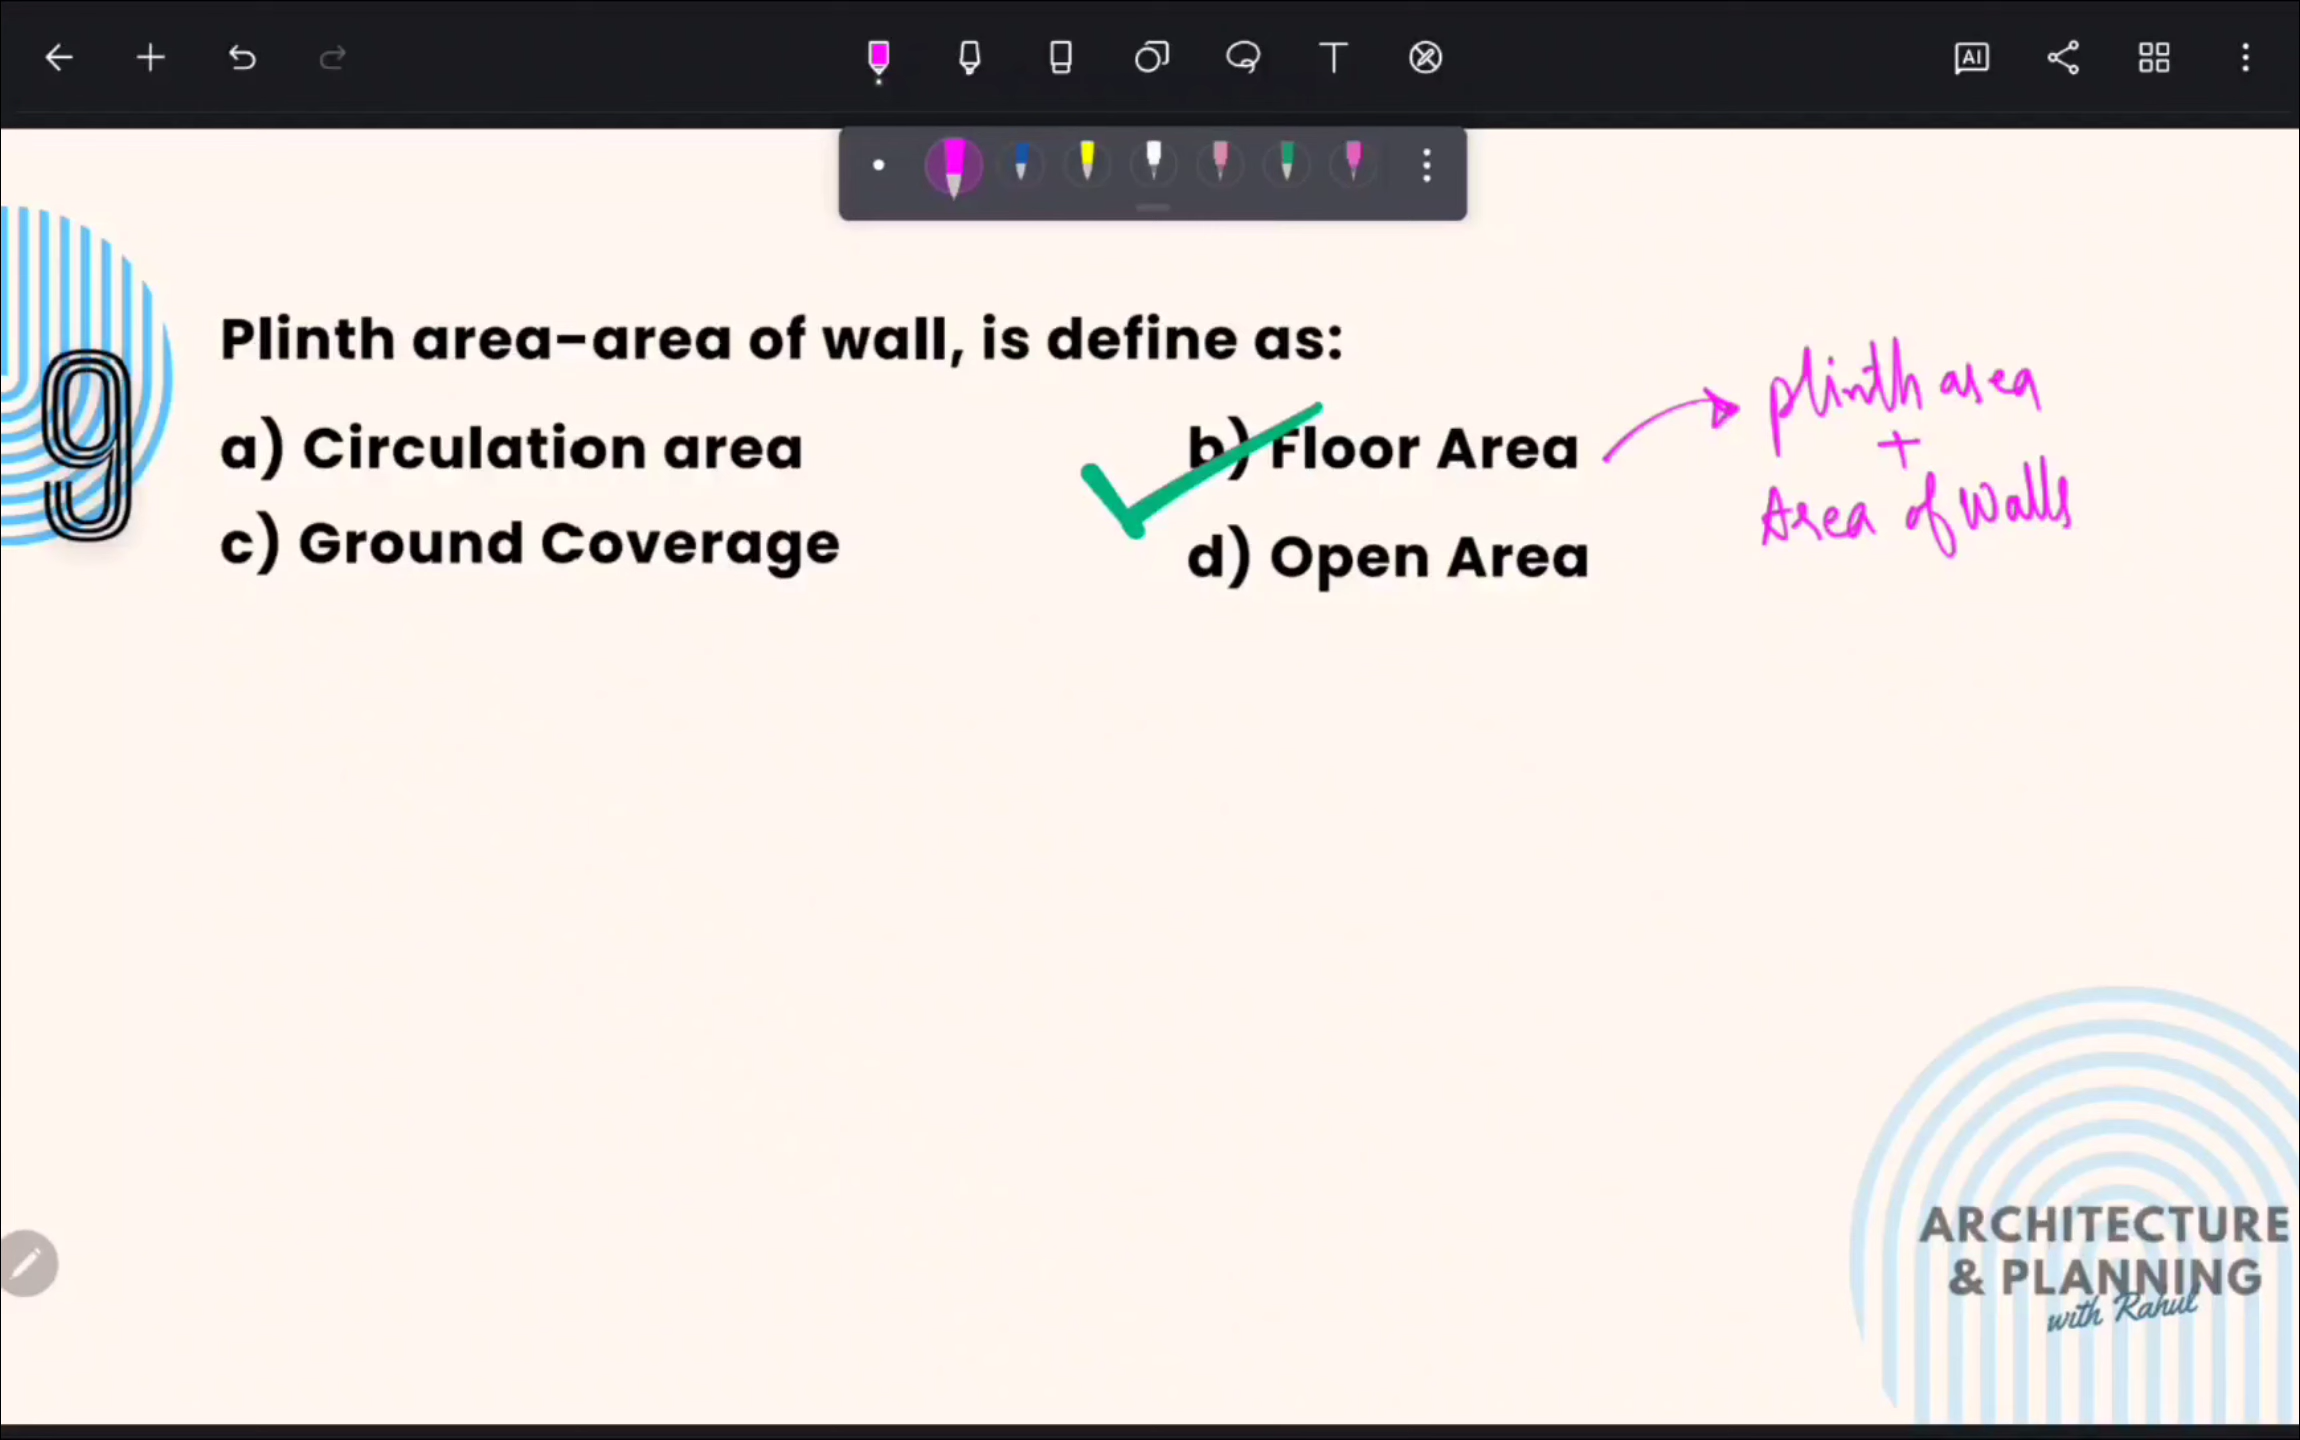 AI
T
9
Plinth area-area of wall, is define as:
a) Circulation area
b) Floor Area
c) Ground Coverage
d) Open Area
plinth area
+
Area of walls
ARCHITECTURE
& PLANNING
with Rahul